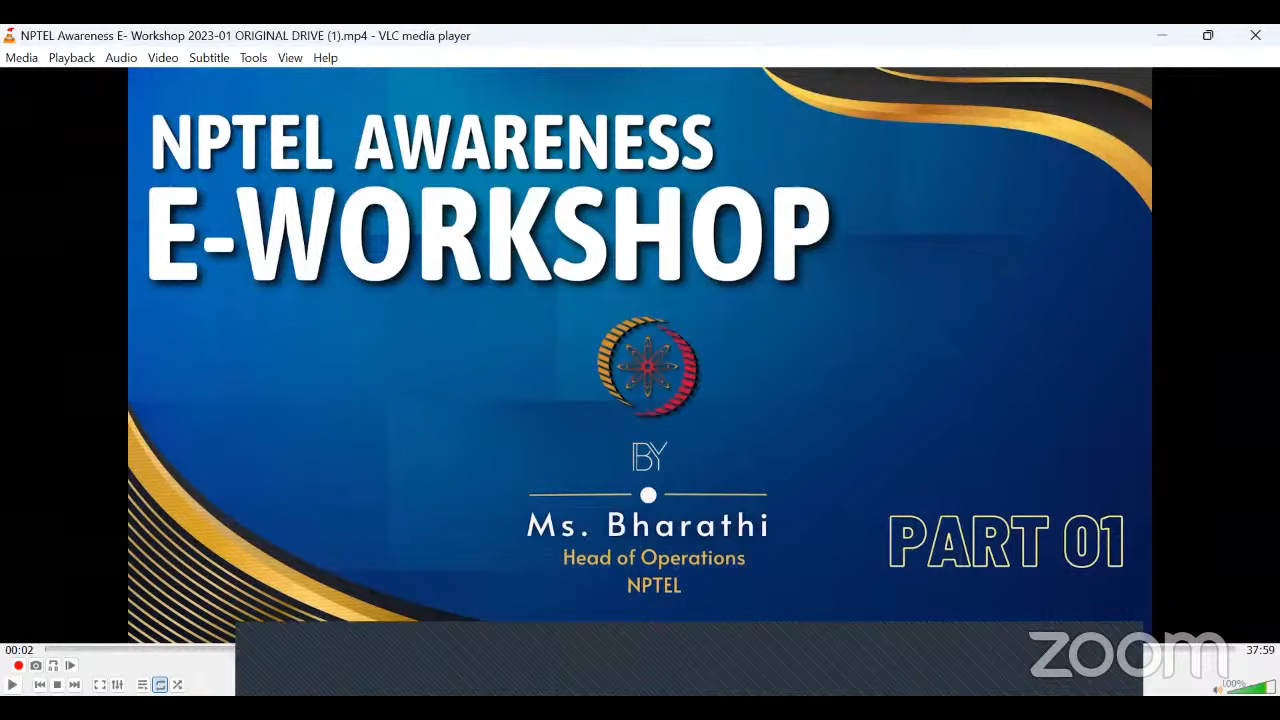 NPTEL Awareness E- Workshop 2023-01 ORIGINAL DRIVE (1).mp4 - VLC media player
Media Playback Audio Video Subtitle Tools View Help
NPTEL AWARENESS
E-WORKSHOP
BY
Ms. Bharathi
Head of Operations
NPTEL
PART 01
zoom
00:02
37:59
100%